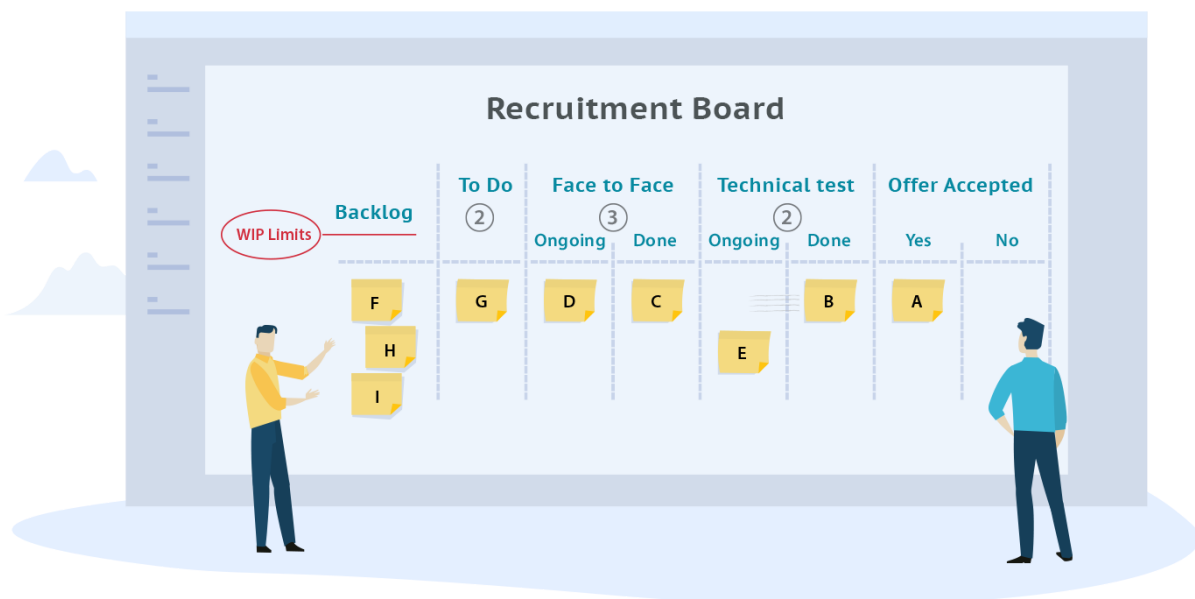 Recruitment Board
To Do
Face to Face
Technical test
Offer Accepted
Backlog
2
3
2
WIP Limits
Ongoing
Done
Ongoing
Done
Yes
No
F
G
D
C
B
A
H
E
I